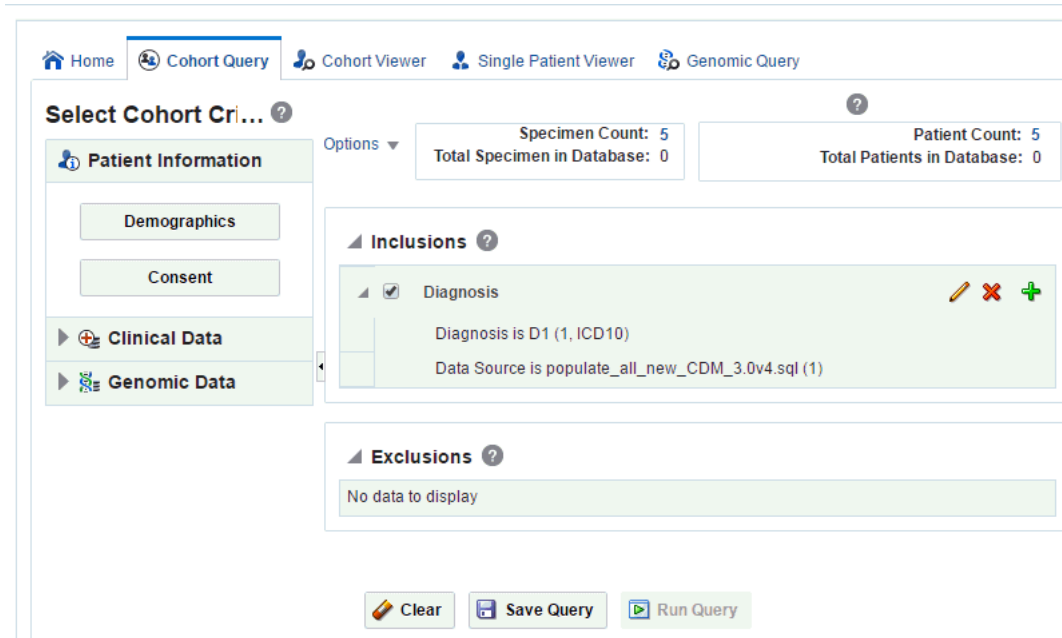 Home Cohort Query Cohort Viewer Single Patient Viewer Genomic Query
Select Cohort Cri... ?
Patient Information
Demographics
Consent
Clinical Data
Genomic Data
Options
Specimen Count: 5
Total Specimen in Database: 0
?
Patient Count: 5
Total Patients in Database: 0
Inclusions ?
Diagnosis
Diagnosis is D1 (1, ICD10)
Data Source is populate_all_new_CDM_3.0v4.sql (1)
Exclusions ?
No data to display
Clear Save Query Run Query